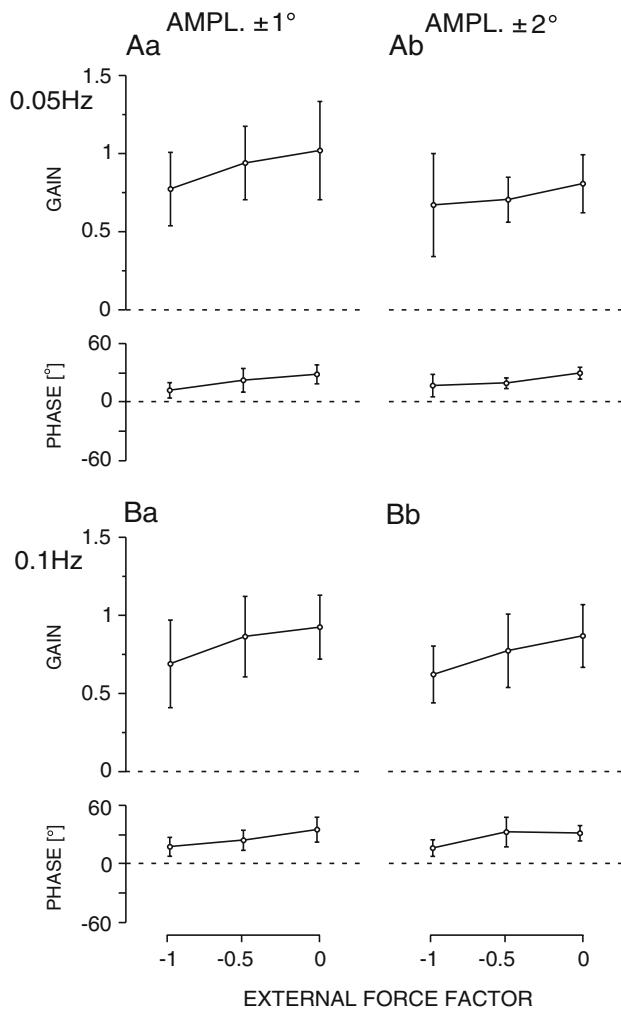 AMPL. ±1° AMPL. ±2°
Aa Ab
0.05Hz
1.5
1
0.5
0
GAIN
60
0
-60
PHASE [°]
Ba Bb
0.1Hz
1.5
1
0.5
0
GAIN
60
0
-60
PHASE [°]
-1 -0.5 0 -1 -0.5 0
EXTERNAL FORCE FACTOR